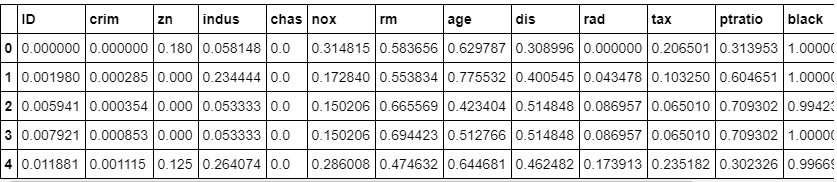 ID crim zn indus chas nox rm age dis rad tax ptratio black
0 0.000000 0.000000 0.180 0.058148 0.0 0.314815 0.583656 0.629787 0.308996 0.000000 0.206501 0.313953 1.0000
1 0.001980 0.000285 0.000 0.234444 0.0 0.172840 0.553834 0.775532 0.400545 0.043478 0.103250 0.604651 1.0000
2 0.005941 0.000354 0.000 0.053333 0.0 0.150206 0.665569 0.423404 0.514848 0.086957 0.065010 0.709302 0.9942
3 0.007921 0.000853 0.000 0.053333 0.0 0.150206 0.694423 0.512766 0.514848 0.086957 0.065010 0.709302 1.0000
4 0.011881 0.001115 0.125 0.264074 0.0 0.286008 0.474632 0.644681 0.462482 0.173913 0.235182 0.302326 0.9966